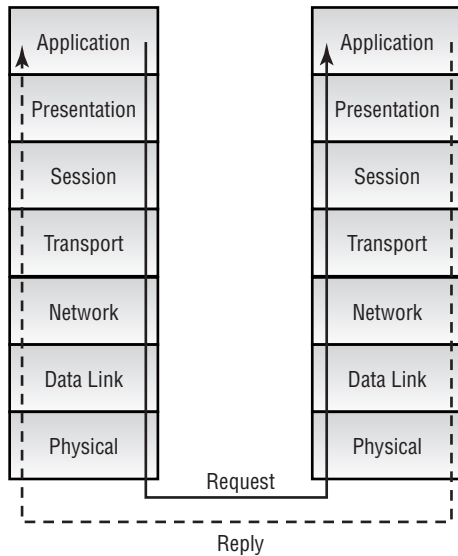 Application
Presentation
Session
Transport
Network
Data Link
Physical
Application
Presentation
Session
Transport
Network
Data Link
Physical
Request
Reply